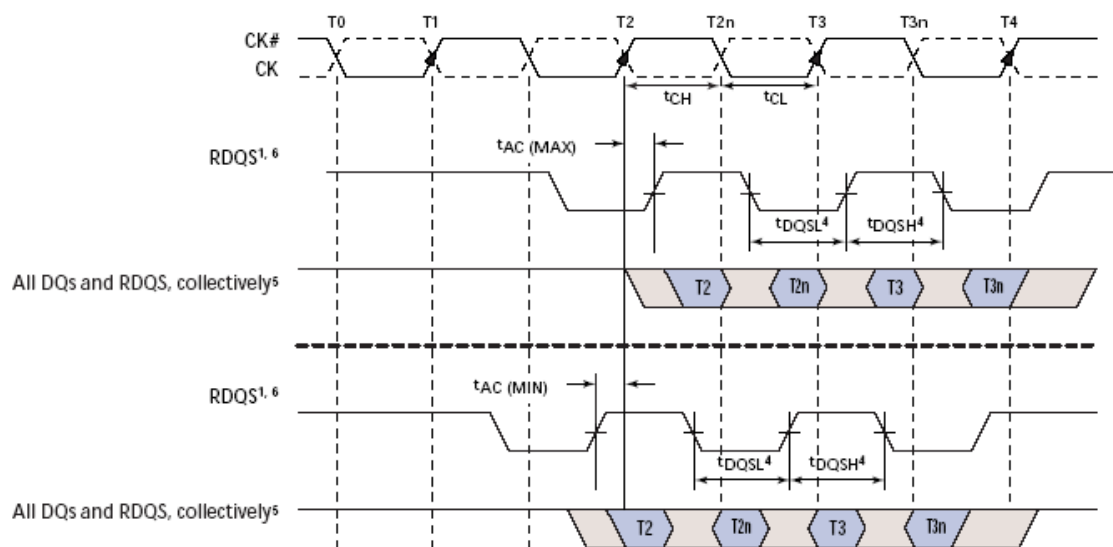 T0 T1 T2 T2n T3 T3n T4
CK#
CK
tCH tCL
tAC (MAX)
RDQS1, 6
tDQSL4 tDQSH4
All DQs and RDQS, collectively5
T2 T2n T3 T3n
tAC (MIN)
RDQS1, 6
tDQSL4 tDQSH4
All DQs and RDQS, collectively5
T2 T2n T3 T3n